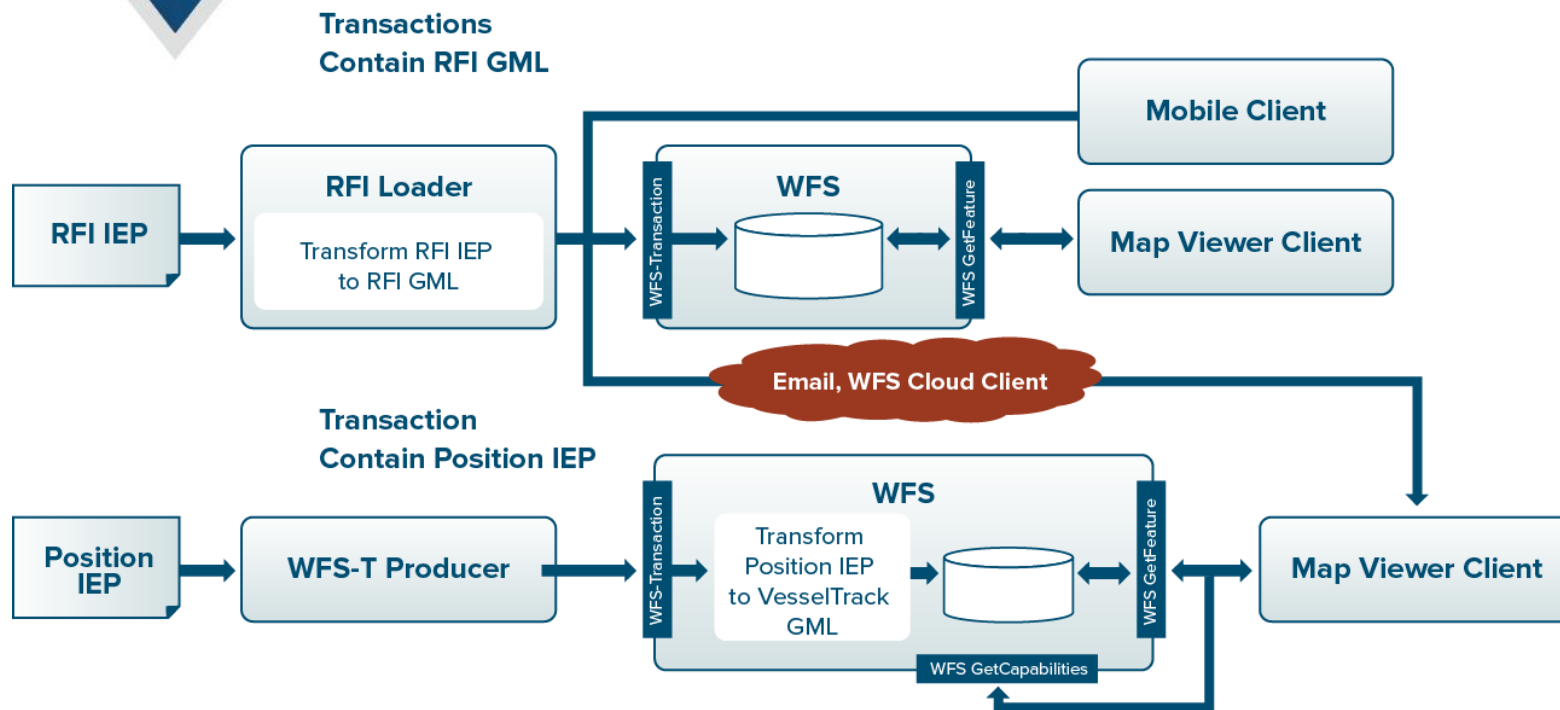 Transactions
Contain RFI GML
Mobile Client
RFI IEP
RFI Loader
Transform RFI IEP
to RFI GML
WFS-Transaction
WFS
WFS GetFeature
Map Viewer Client
Email, WFS Cloud Client
Transaction
Contain Position IEP
Position
IEP
WFS-T Producer
WFS-Transaction
WFS
Transform
Position IEP
to VesselTrack
GML
WFS GetFeature
WFS GetCapabilities
Map Viewer Client